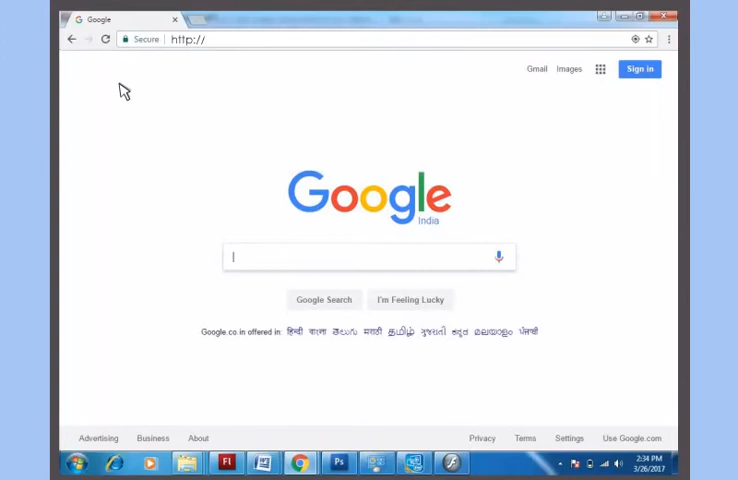 Google
Secure http://
Gmail Images Sign in
Google
India
Google Search I'm Feeling Lucky
Google.co.in offered in: हिन्दी বাংলা తెలుగు मराठी தமிழ் ગુજરાતી ಕನ್ನಡ മലയാളം ਪੰਜਾਬੀ
Advertising Business About Privacy Terms Settings Use Google.com
Fl Ps
2:34 PM
3/26/2017